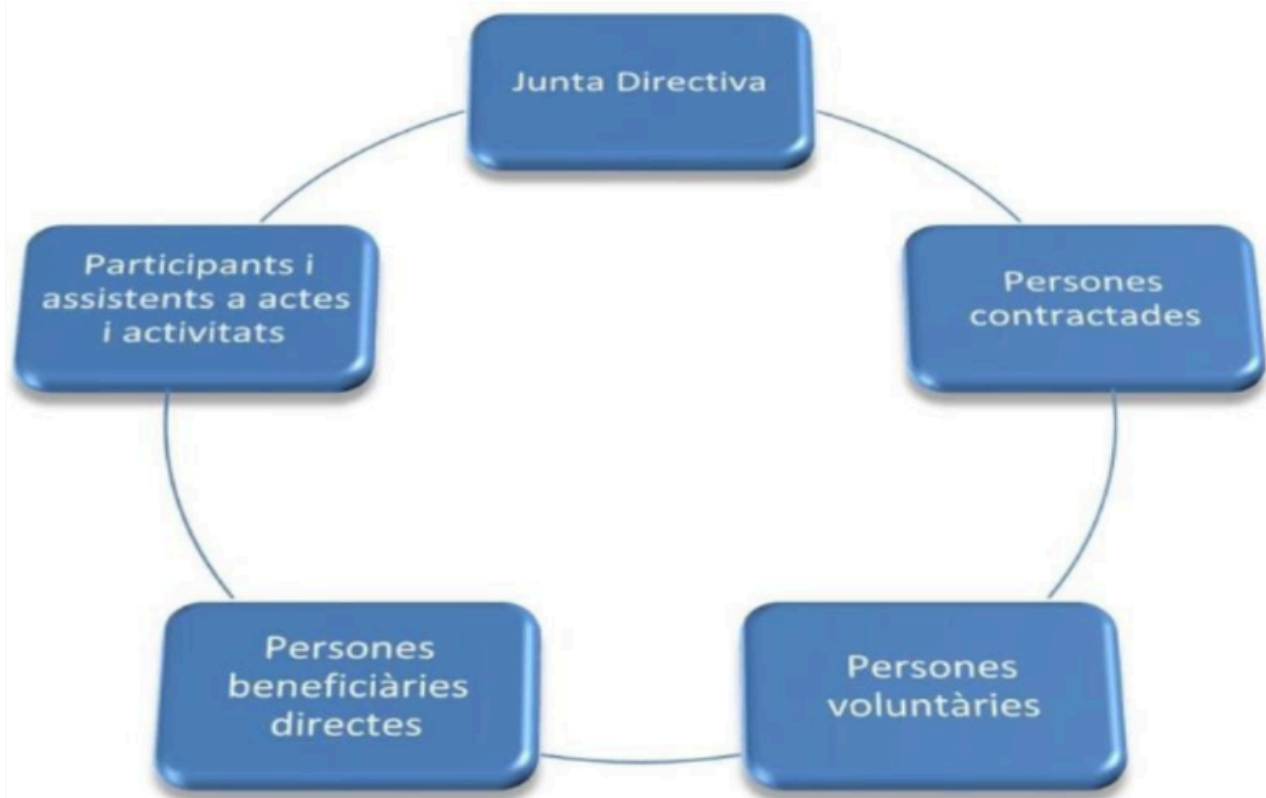 Junta Directiva
Persones
contractades
Persones
voluntàries
Persones
beneficiàries
directes
Participants i
assistents a actes
i activitats